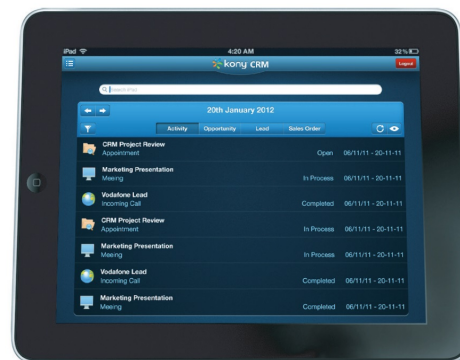 iPad
4:20 AM
32%
kony CRM
Logout
Search iPad
20th January 2012
Activity Opportunity Lead Sales Order
CRM Project Review
Appointment Open 06/11/11 - 20-11-11
Marketing Presentation
Meeing In Process 06/11/11 - 20-11-11
Vodafone Lead
Incoming Call Completed 06/11/11 - 20-11-11
CRM Project Review
Appointment In Process 06/11/11 - 20-11-11
Marketing Presentation
Meeing In Process 06/11/11 - 20-11-11
Vodafone Lead
Incoming Call Completed 06/11/11 - 20-11-11
Marketing Presentation
Meeing Completed 06/11/11 - 20-11-11